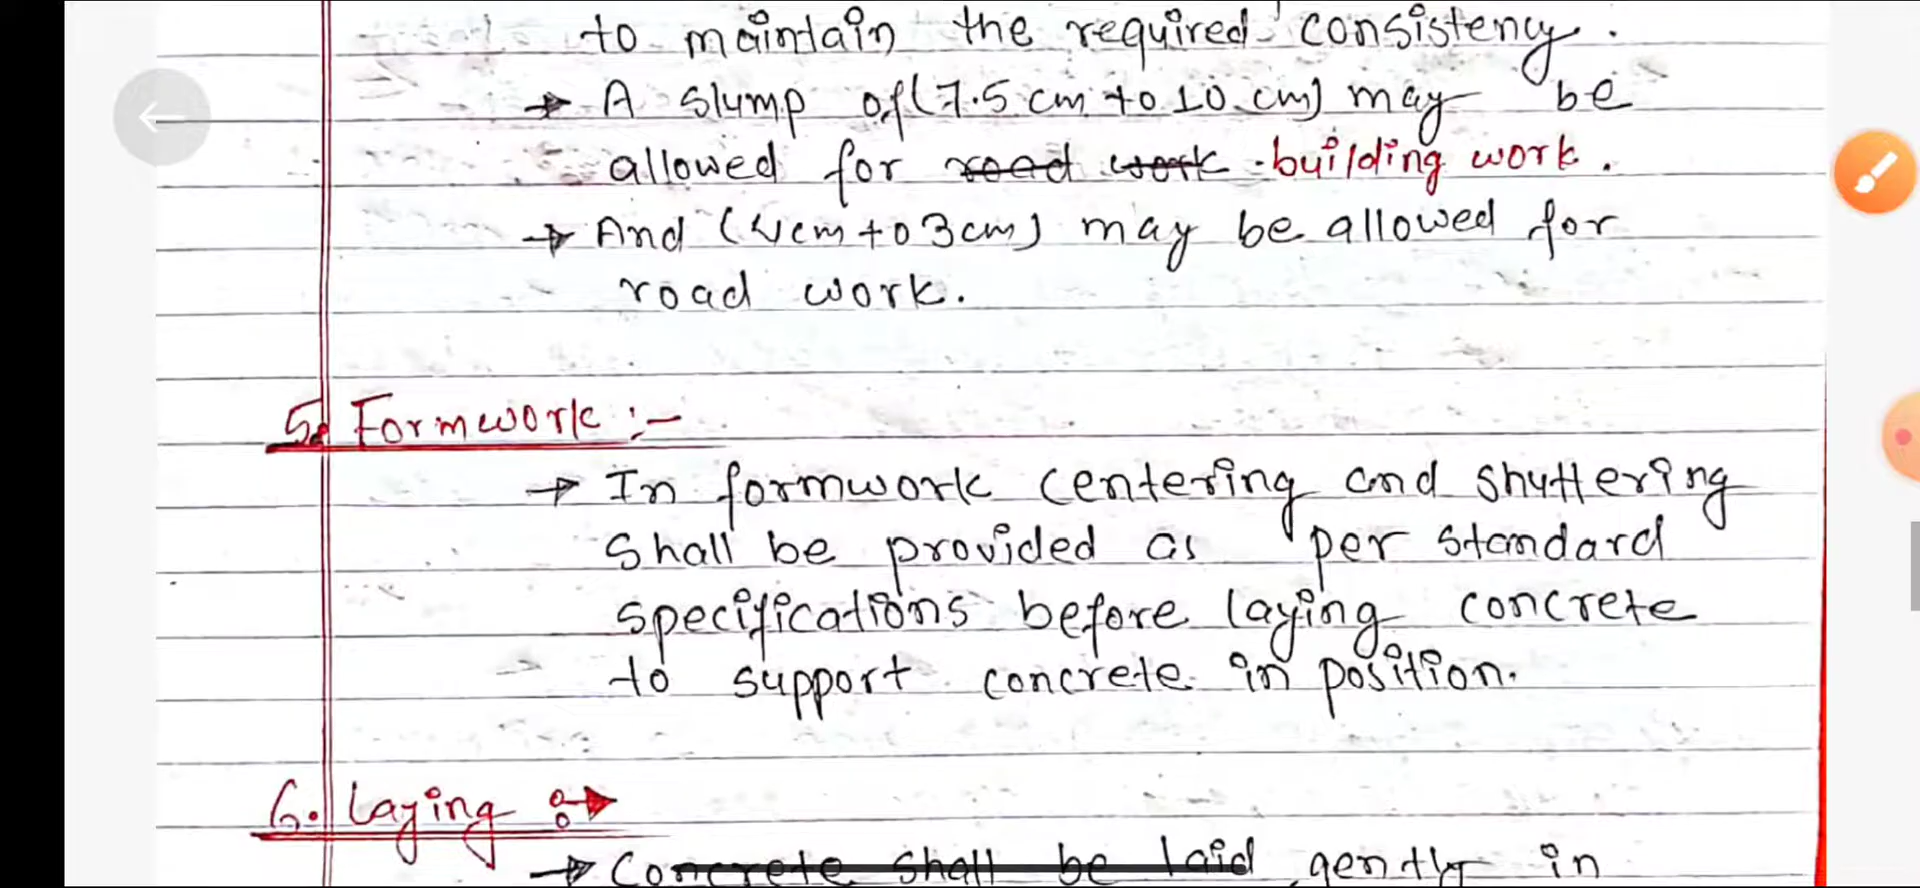 to maintain the required consistency.
→ A slump of (7.5 cm to 10 cm) may be
allowed for road work building work.
→ And (4cm to 3cm) may be allowed for
road work.
5. Formwork :-
→ In formwork centering and shuttering
shall be provided as per standard
specifications before laying concrete
to support concrete in position.
6. Laying :→
→ Concrete shall be laid gently in